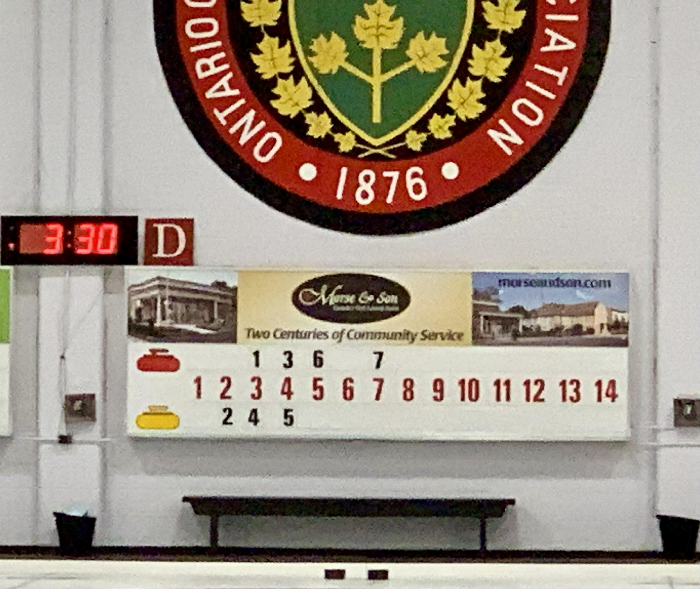 ONTARIO
CIATION
1876
3:30
D
Morse & Son
morseandson.com
Two Centuries of Community Service
1 3 6 7
1 2 3 4 5 6 7 8 9 10 11 12 13 14
2 4 5